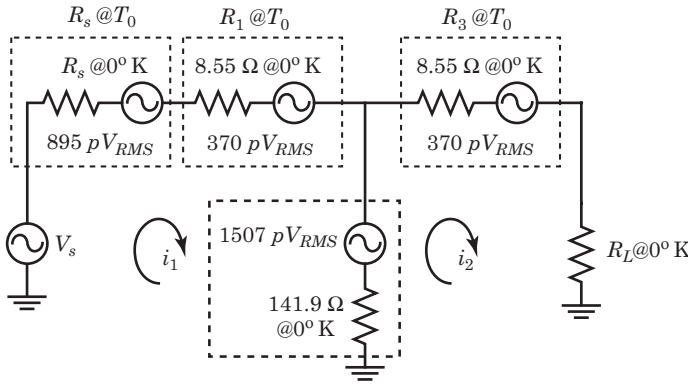 R_s @T_0
R_1 @T_0
R_3 @T_0
R_s @0° K
8.55 Ω @0° K
8.55 Ω @0° K
895 pV_RMS
370 pV_RMS
370 pV_RMS
1507 pV_RMS
V_s
i_1
i_2
R_L@0° K
141.9 Ω
@0° K